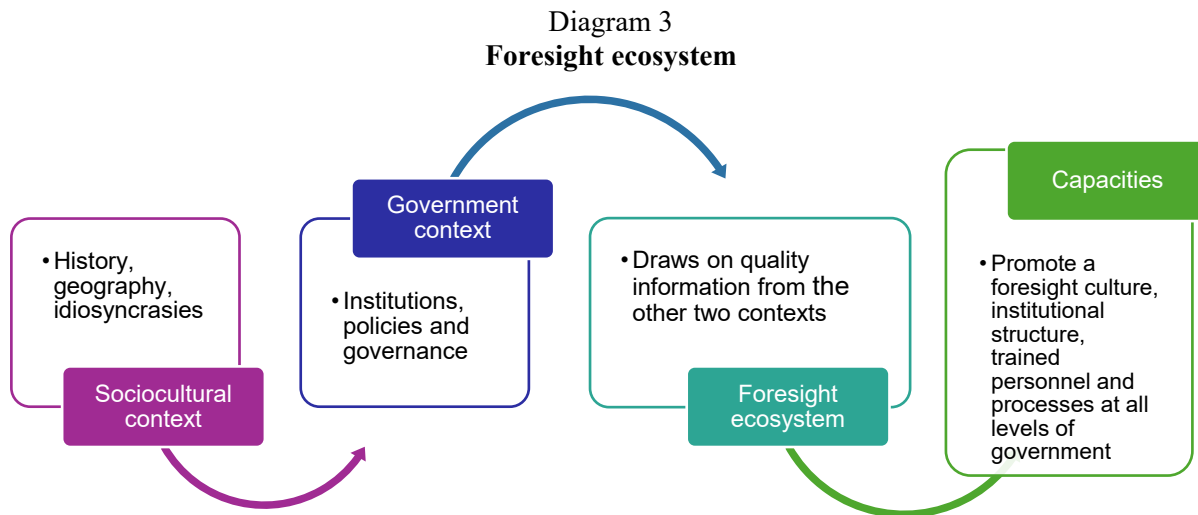 Diagram 3
Foresight ecosystem
• History,
geography,
idiosyncrasies
Sociocultural
context
Government
context
• Institutions,
policies and
governance
• Draws on quality
information from the
other two contexts
Foresight
ecosystem
Capacities
• Promote a
foresight culture,
institutional
structure,
trained
personnel and
processes at all
levels of
government